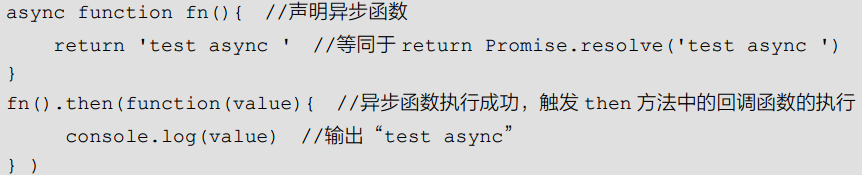 async function fn(){  //声明异步函数
    return 'test async '  //等同于 return Promise.resolve('test async ')
}
fn().then(function(value){  //异步函数执行成功，触发 then 方法中的回调函数的执行
    console.log(value)  //输出“test async”
} )